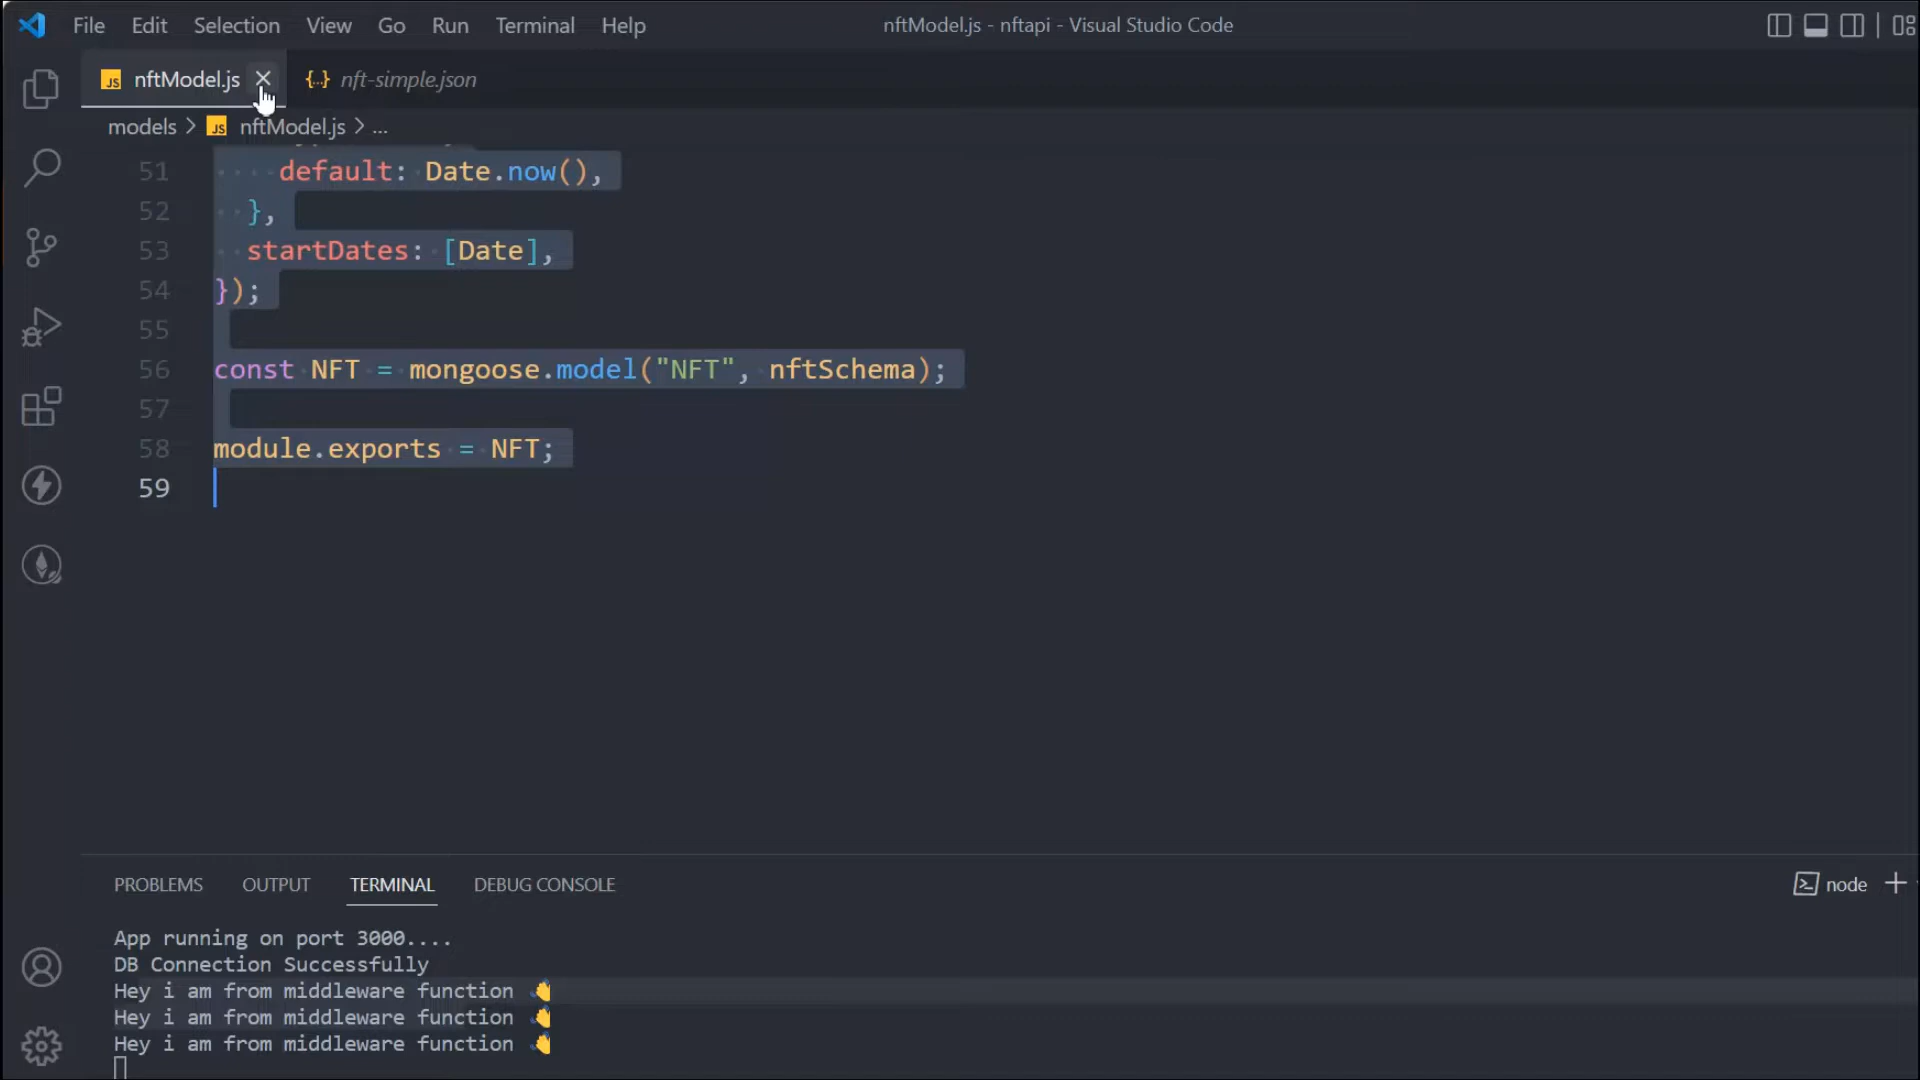 File Edit Selection View Go Run Terminal Help nftModel.js - nftapi - Visual Studio Code
JS nftModel.js {..} nft-simple.json
models > JS nftModel.js > ...
51 default: Date.now(),
52 },
53 startDates: [Date],
54 });
55
56 const NFT = mongoose.model("NFT", nftSchema);
57
58 module.exports = NFT;
59
PROBLEMS OUTPUT TERMINAL DEBUG CONSOLE node
App running on port 3000....
DB Connection Successfully
Hey i am from middleware function 👋
Hey i am from middleware function 👋
Hey i am from middleware function 👋